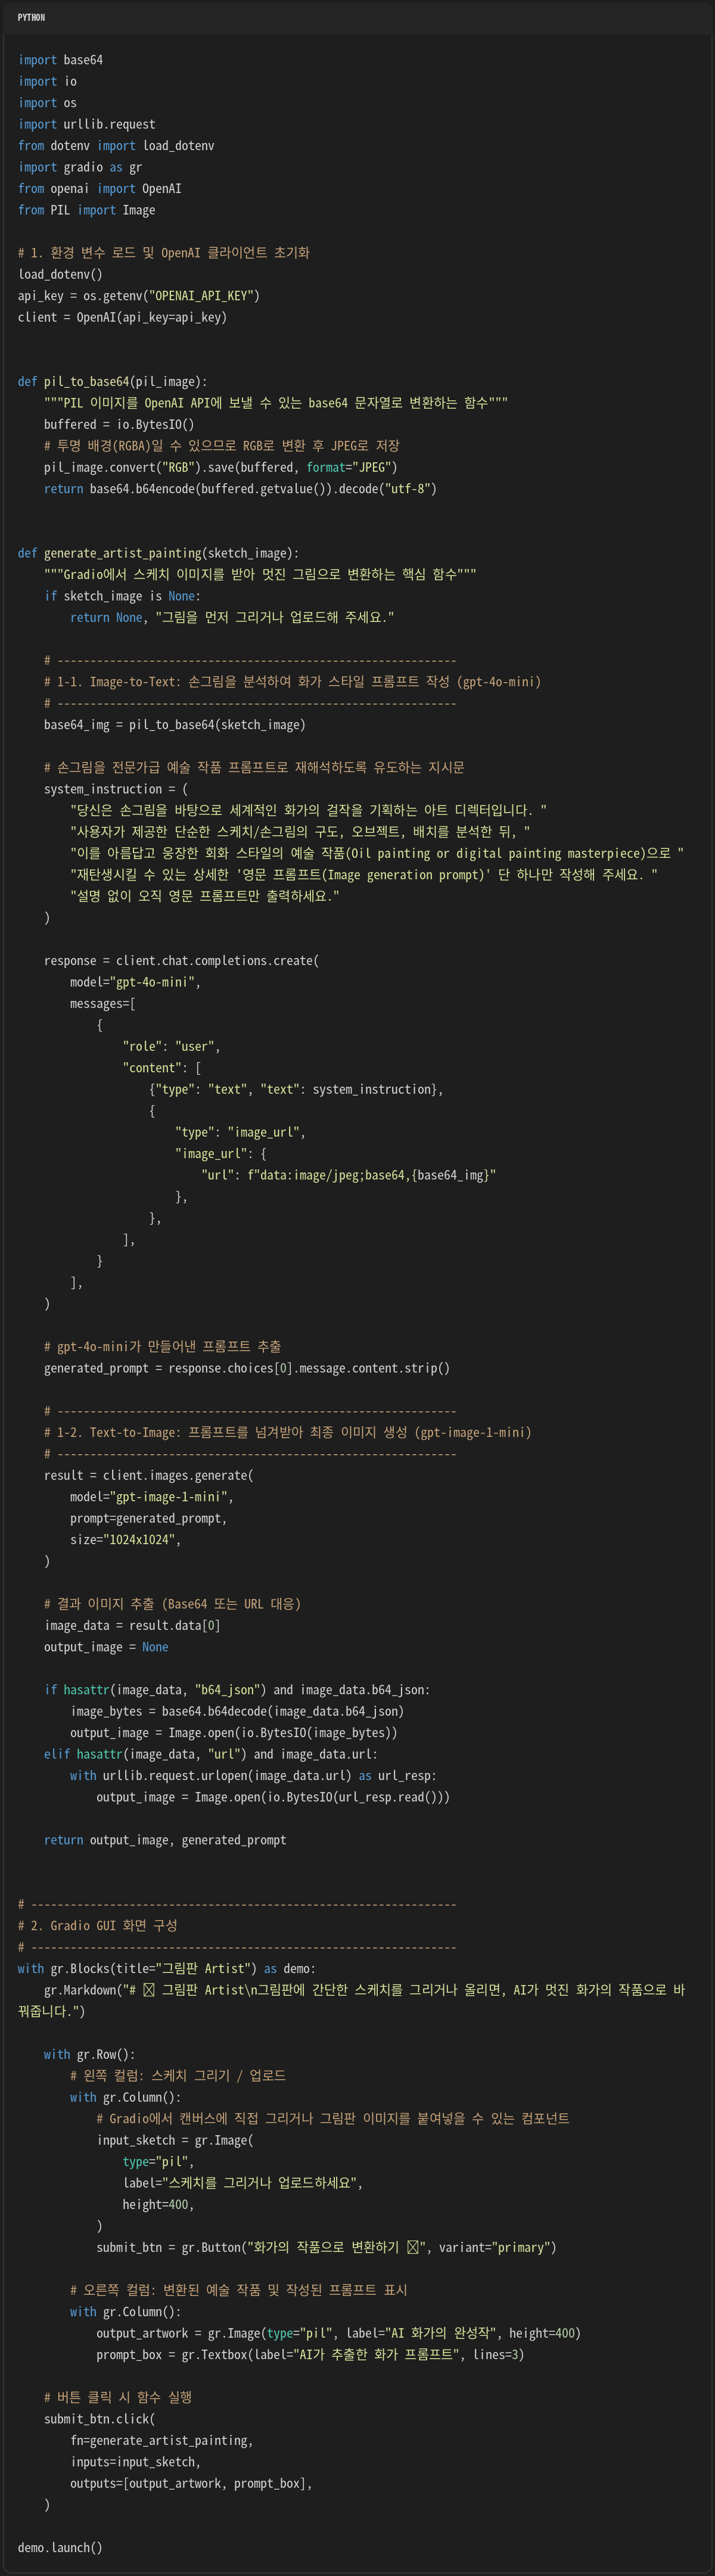 PYTHON
import base64
import io
import os
import urllib.request
from dotenv import load_dotenv
import gradio as gr
from openai import OpenAI
from PIL import Image

# 1. 환경 변수 로드 및 OpenAI 클라이언트 초기화
load_dotenv()
api_key = os.getenv("OPENAI_API_KEY")
client = OpenAI(api_key=api_key)


def pil_to_base64(pil_image):
    """PIL 이미지를 OpenAI API에 보낼 수 있는 base64 문자열로 변환하는 함수"""
    buffered = io.BytesIO()
    # 투명 배경(RGBA)일 수 있으므로 RGB로 변환 후 JPEG로 저장
    pil_image.convert("RGB").save(buffered, format="JPEG")
    return base64.b64encode(buffered.getvalue()).decode("utf-8")


def generate_artist_painting(sketch_image):
    """Gradio에서 스케치 이미지를 받아 멋진 그림으로 변환하는 핵심 함수"""
    if sketch_image is None:
        return None, "그림을 먼저 그리거나 업로드해 주세요."

    # -------------------------------------------------------------
    # 1-1. Image-to-Text: 손그림을 분석하여 화가 스타일 프롬프트 작성 (gpt-4o-mini)
    # -------------------------------------------------------------
    base64_img = pil_to_base64(sketch_image)

    # 손그림을 전문가급 예술 작품 프롬프트로 재해석하도록 유도하는 지시문
    system_instruction = (
        "당신은 손그림을 바탕으로 세계적인 화가의 걸작을 기획하는 아트 디렉터입니다. "
        "사용자가 제공한 단순한 스케치/손그림의 구도, 오브젝트, 배치를 분석한 뒤, "
        "이를 아름답고 웅장한 회화 스타일의 예술 작품(Oil painting or digital painting masterpiece)으로 "
        "재탄생시킬 수 있는 상세한 '영문 프롬프트(Image generation prompt)' 단 하나만 작성해 주세요. "
        "설명 없이 오직 영문 프롬프트만 출력하세요."
    )

    response = client.chat.completions.create(
        model="gpt-4o-mini",
        messages=[
            {
                "role": "user",
                "content": [
                    {"type": "text", "text": system_instruction},
                    {
                        "type": "image_url",
                        "image_url": {
                            "url": f"data:image/jpeg;base64,{base64_img}"
                        },
                    },
                ],
            }
        ],
    )

    # gpt-4o-mini가 만들어낸 프롬프트 추출
    generated_prompt = response.choices[0].message.content.strip()

    # -------------------------------------------------------------
    # 1-2. Text-to-Image: 프롬프트를 넘겨받아 최종 이미지 생성 (gpt-image-1-mini)
    # -------------------------------------------------------------
    result = client.images.generate(
        model="gpt-image-1-mini",
        prompt=generated_prompt,
        size="1024x1024",
    )

    # 결과 이미지 추출 (Base64 또는 URL 대응)
    image_data = result.data[0]
    output_image = None

    if hasattr(image_data, "b64_json") and image_data.b64_json:
        image_bytes = base64.b64decode(image_data.b64_json)
        output_image = Image.open(io.BytesIO(image_bytes))
    elif hasattr(image_data, "url") and image_data.url:
        with urllib.request.urlopen(image_data.url) as url_resp:
            output_image = Image.open(io.BytesIO(url_resp.read()))

    return output_image, generated_prompt


# -----------------------------------------------------------------
# 2. Gradio GUI 화면 구성
# -----------------------------------------------------------------
with gr.Blocks(title="그림판 Artist") as demo:
    gr.Markdown("# 그림판 Artist\n그림판에 간단한 스케치를 그리거나 올리면, AI가 멋진 화가의 작품으로 바
꿔줍니다.")

    with gr.Row():
        # 왼쪽 컬럼: 스케치 그리기 / 업로드
        with gr.Column():
            # Gradio에서 캔버스에 직접 그리거나 그림판 이미지를 붙여넣을 수 있는 컴포넌트
            input_sketch = gr.Image(
                type="pil",
                label="스케치를 그리거나 업로드하세요",
                height=400,
            )
            submit_btn = gr.Button("화가의 작품으로 변환하기 ", variant="primary")

        # 오른쪽 컬럼: 변환된 예술 작품 및 작성된 프롬프트 표시
        with gr.Column():
            output_artwork = gr.Image(type="pil", label="AI 화가의 완성작", height=400)
            prompt_box = gr.Textbox(label="AI가 추출한 화가 프롬프트", lines=3)

    # 버튼 클릭 시 함수 실행
    submit_btn.click(
        fn=generate_artist_painting,
        inputs=input_sketch,
        outputs=[output_artwork, prompt_box],
    )

demo.launch()